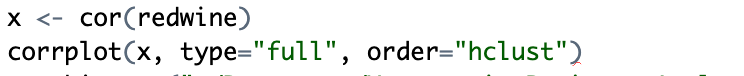 x <- cor(redwine)
corrplot(x, type="full", order="hclust")